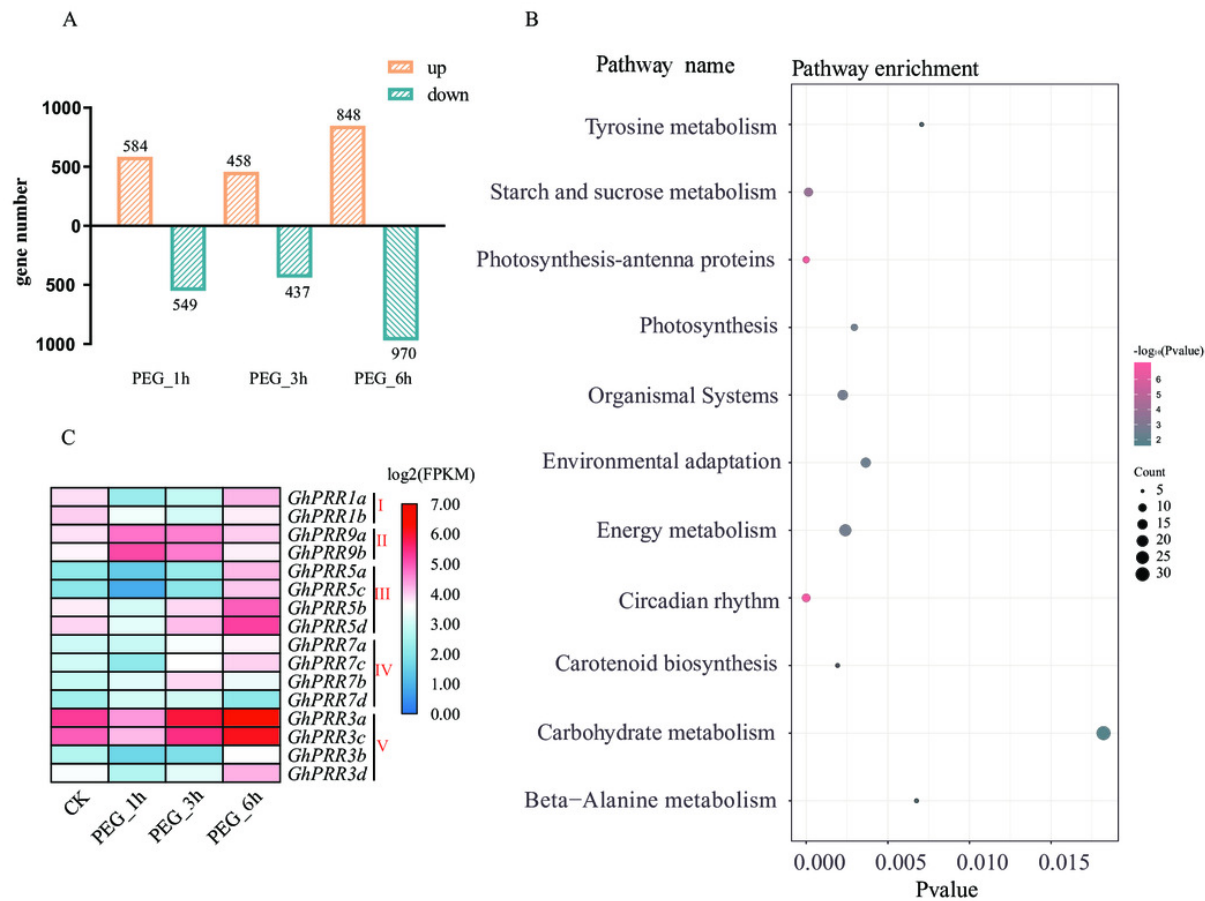 A
up
down
gene number
1000
500
0
500
1000
584
549
458
437
848
970
PEG_1h
PEG_3h
PEG_6h
B
Pathway name
Pathway enrichment
Tyrosine metabolism
Starch and sucrose metabolism
Photosynthesis-antenna proteins
Photosynthesis
Organismal Systems
Environmental adaptation
Energy metabolism
Circadian rhythm
Carotenoid biosynthesis
Carbohydrate metabolism
Beta−Alanine metabolism
0.000
0.005
0.010
0.015
Pvalue
-log₁₀(Pvalue)
6
5
4
3
2
Count
5
10
15
20
25
30
C
log2(FPKM)
7.00
6.00
5.00
4.00
3.00
2.00
1.00
0.00
GhPRR1a
GhPRR1b
GhPRR9a
GhPRR9b
GhPRR5a
GhPRR5c
GhPRR5b
GhPRR5d
GhPRR7a
GhPRR7c
GhPRR7b
GhPRR7d
GhPRR3a
GhPRR3c
GhPRR3b
GhPRR3d
I
II
III
IV
V
CK
PEG_1h
PEG_3h
PEG_6h